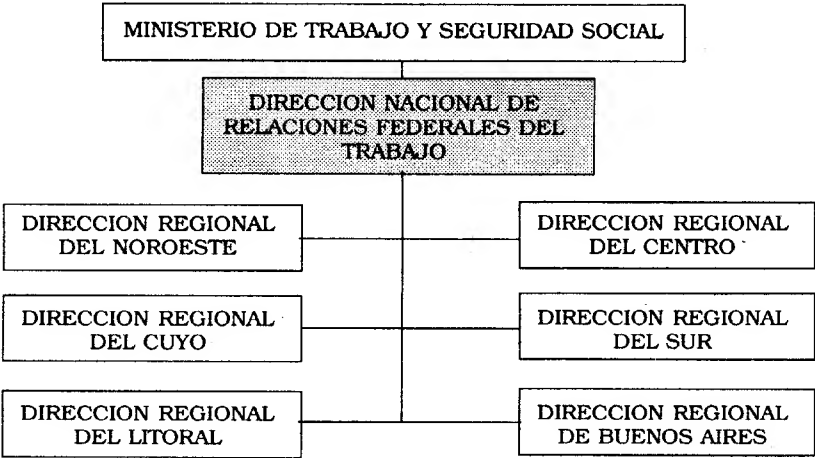 MINISTERIO DE TRABAJO Y SEGURIDAD SOCIAL
DIRECCION NACIONAL DE
RELACIONES FEDERALES DEL
TRABAJO
DIRECCION REGIONAL
DEL NOROESTE
DIRECCION REGIONAL
DEL CENTRO
DIRECCION REGIONAL
DEL CUYO
DIRECCION REGIONAL
DEL SUR
DIRECCION REGIONAL
DEL LITORAL
DIRECCION REGIONAL
DE BUENOS AIRES